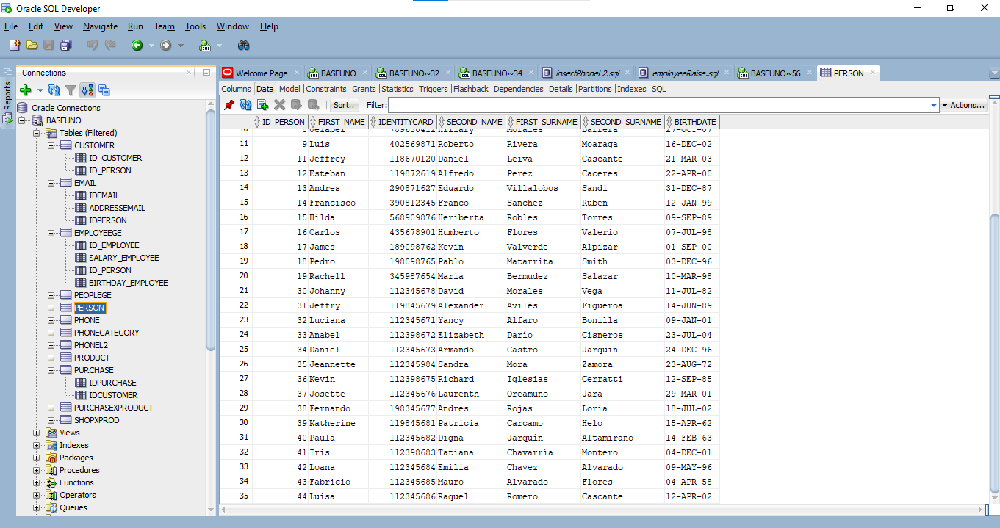 Oracle SQL Developer
File Edit View Navigate Run Team Tools Window Help
Connections
Reports
Oracle Connections
BASEUNO
Tables (Filtered)
CUSTOMER
ID_CUSTOMER
ID_PERSON
EMAIL
IDEMAIL
ADDRESSEMAIL
IDPERSON
EMPLOYEEGE
ID_EMPLOYEE
SALARY_EMPLOYEE
ID_PERSON
BIRTHDAY_EMPLOYEE
PEOPLEGE
PERSON
PHONE
PHONECATEGORY
PHONEL2
PRODUCT
PURCHASE
IDPURCHASE
IDCUSTOMER
PURCHASEXPRODUCT
SHOPXPROD
Views
Indexes
Packages
Procedures
Functions
Operators
Queues
Welcome Page BASEUNO BASEUNO~32 BASEUNO~34 insertPhoneL2.sql employeeRaise.sql BASEUNO~56 PERSON
Columns Data Model Constraints Grants Statistics Triggers Flashback Dependencies Details Partitions Indexes SQL
Sort.. Filter: Actions...
ID_PERSON FIRST_NAME IDENTITYCARD SECOND_NAME FIRST_SURNAME SECOND_SURNAME BIRTHDATE
11 9 Luis 402569871 Roberto Rivera Moaraga 16-DEC-02
12 11 Jeffrey 118670120 Daniel Leiva Cascante 21-MAR-03
13 12 Esteban 119872619 Alfredo Perez Caceres 22-APR-00
14 13 Andres 290871627 Eduardo Villalobos Sandi 31-DEC-87
15 14 Francisco 390812345 Franco Sanchez Ruben 12-JAN-99
16 15 Hilda 568909876 Heriberta Robles Torres 09-SEP-89
17 16 Carlos 435678901 Humberto Flores Valerio 07-JUL-98
18 17 James 189098762 Kevin Valverde Alpizar 01-SEP-00
19 18 Pedro 198098765 Pablo Matarrita Smith 03-DEC-96
20 19 Rachell 345987654 Maria Bermudez Salazar 10-MAR-98
21 30 Johanny 112345678 David Morales Vega 11-JUL-82
22 31 Jeffry 119845679 Alexander Avilés Figueroa 14-JUN-89
23 32 Luciana 112345671 Yancy Alfaro Bonilla 09-JAN-01
24 33 Anabel 112398672 Elizabeth Darío Cisneros 23-JUL-04
25 34 Daniel 112345673 Armando Castro Jarquin 24-DEC-96
26 35 Jeannette 112345984 Sandra Mora Zamora 23-AUG-72
27 36 Kevin 112398675 Richard Iglesias Cerratti 12-SEP-85
28 37 Josette 112345676 Laurenth Oreamuno Jara 29-MAR-01
29 38 Fernando 198345677 Andres Rojas Loria 18-JUL-02
30 39 Katherine 119845681 Patricia Carcamo Helo 15-APR-62
31 40 Paula 112345682 Digna Jarquín Altamirano 14-FEB-63
32 41 Iris 112398683 Tatiana Chavarría Montero 04-DEC-01
33 42 Loana 112345684 Emilia Chavez Alvarado 09-MAY-96
34 43 Fabricio 112345685 Mauro Alvarado Flores 04-APR-58
35 44 Luisa 112345686 Raquel Romero Cascante 12-APR-02